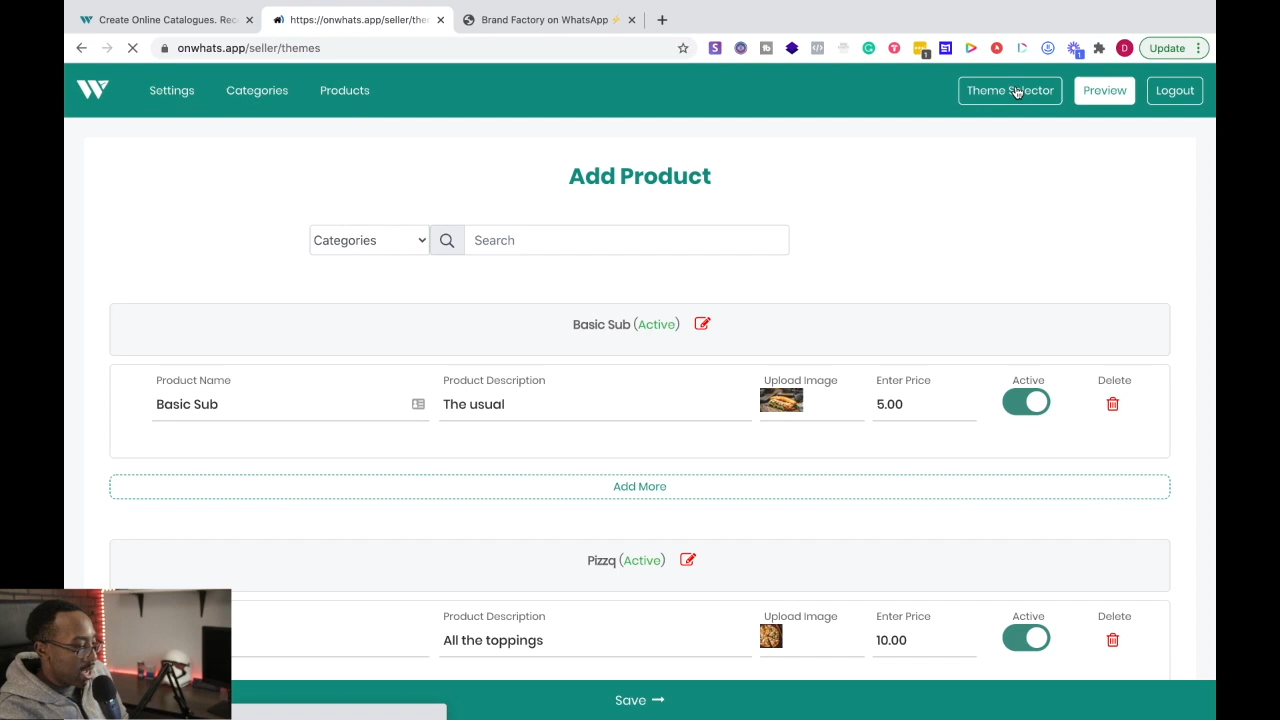 Create Online Catalogues. Rec
https://onwhats.app/seller/the
Brand Factory on WhatsApp ⚡
onwhats.app/seller/themes
D
Update
Settings
Categories
Products
Theme Selector
Preview
Logout
Add Product
Categories
Search
Basic Sub (Active)
Product Name
Product Description
Upload Image
Enter Price
Active
Delete
Basic Sub
The usual
5.00
Add More
Pizzq (Active)
Product Description
Upload Image
Enter Price
Active
Delete
All the toppings
10.00
Save